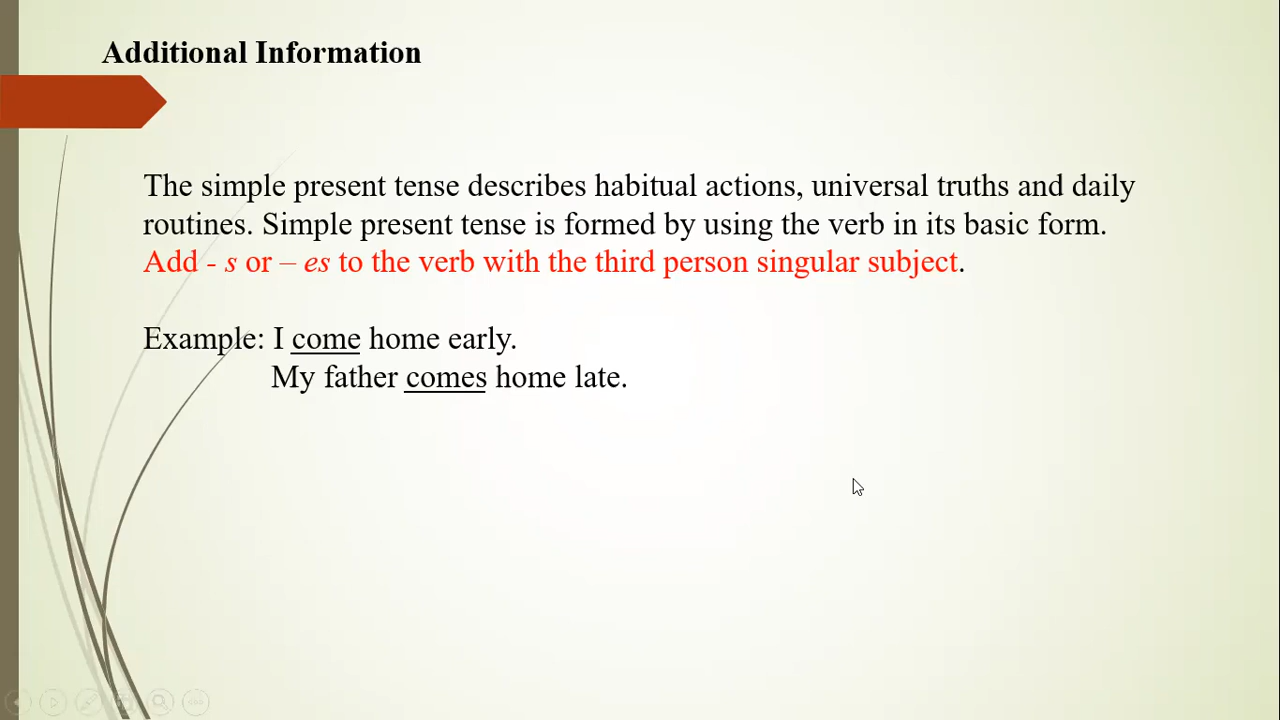 Additional Information
The simple present tense describes habitual actions, universal truths and daily
routines. Simple present tense is formed by using the verb in its basic form.
Add - s or – es to the verb with the third person singular subject.
Example: I come home early.
My father comes home late.